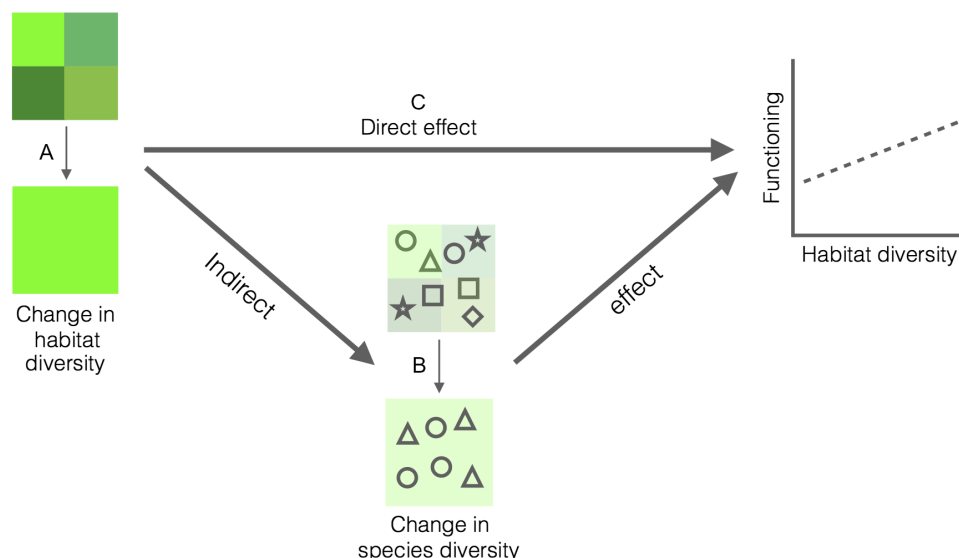 A
Change in
habitat
diversity
C
Direct effect
Indirect
effect
B
Change in
species diversity
Functioning
Habitat diversity